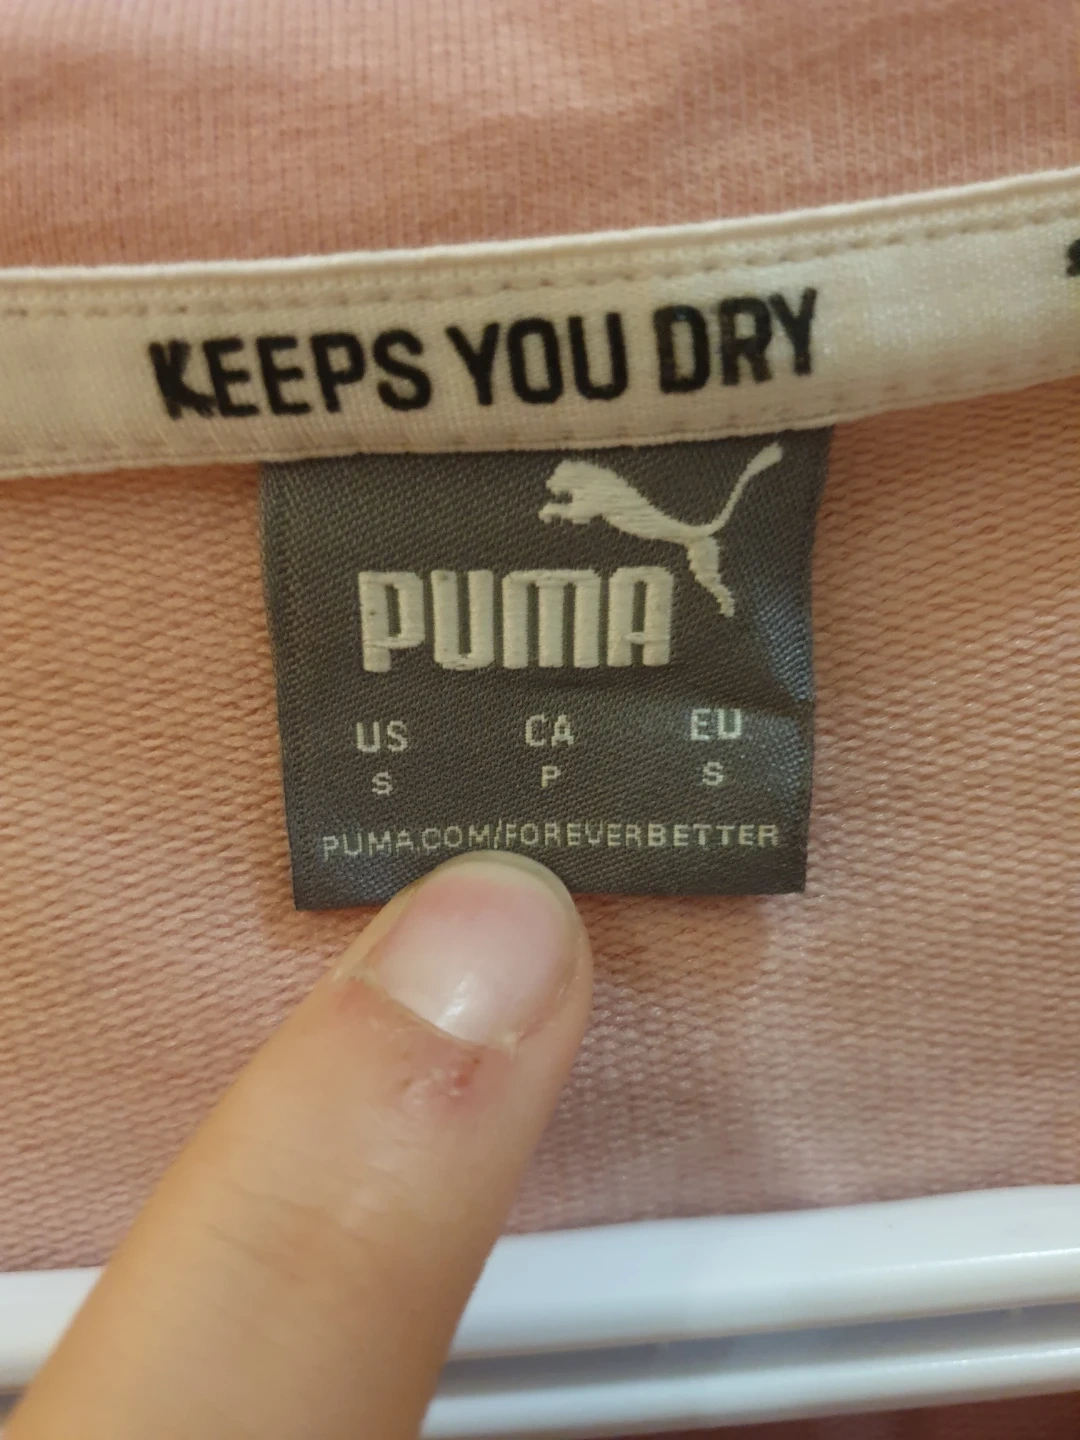 KEEPS YOU DRY
PUMA
US CA EU
S P S
PUMA.COM/FOREVERBETTER